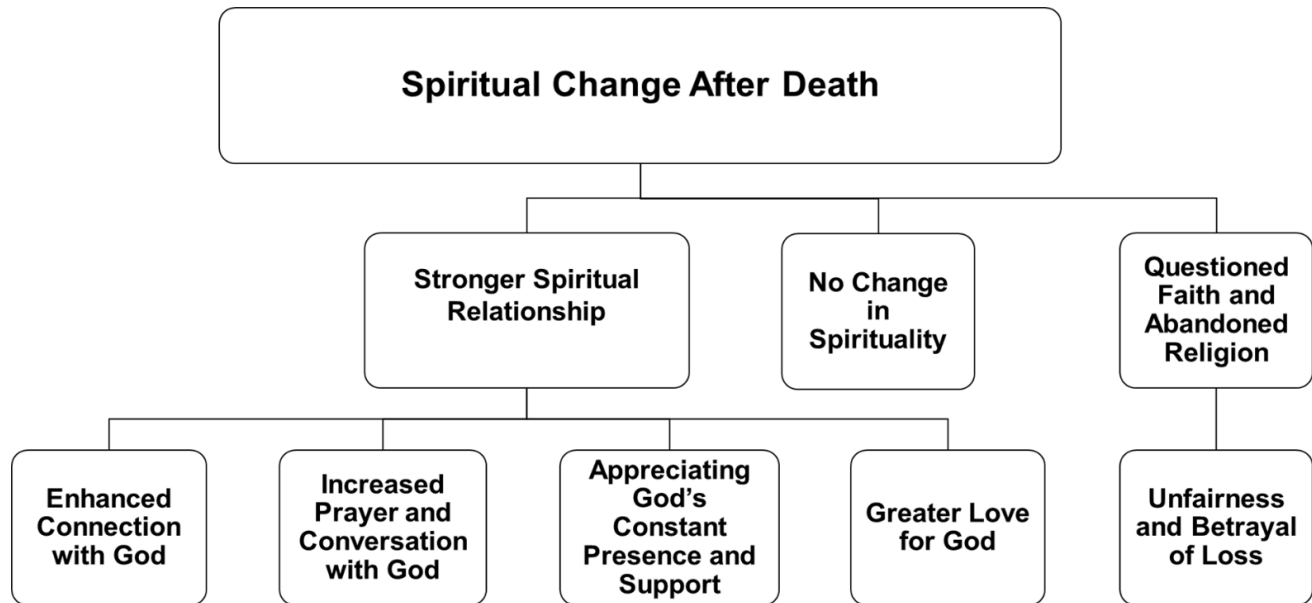 Spiritual Change After Death
Stronger Spiritual
Relationship
No Change
in
Spirituality
Questioned
Faith and
Abandoned
Religion
Enhanced
Connection
with God
Increased
Prayer and
Conversation
with God
Appreciating
God’s
Constant
Presence and
Support
Greater Love
for God
Unfairness
and Betrayal
of Loss